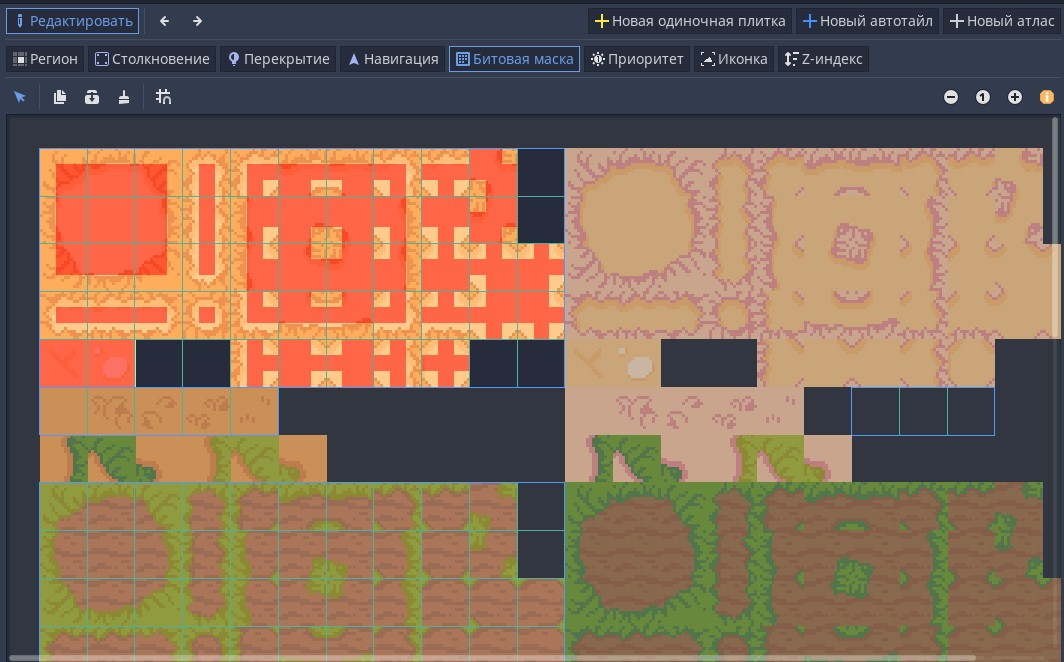 Редактировать Новая одиночная плитка Новый автотайл Новый атлас
Регион Столкновение Перекрытие Навигация Битовая маска Приоритет Иконка Z-индекс
1